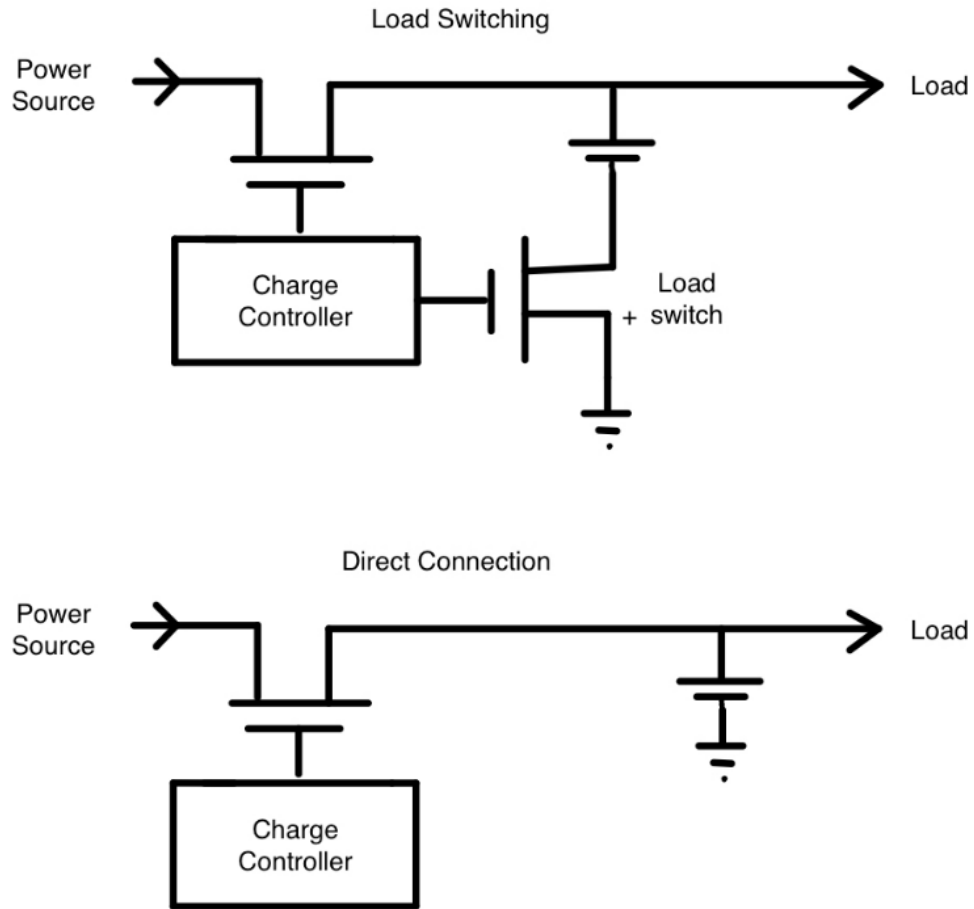 Load Switching
Power
Source
Load
Charge
Controller
Load
+ switch
Direct Connection
Power
Source
Load
Charge
Controller